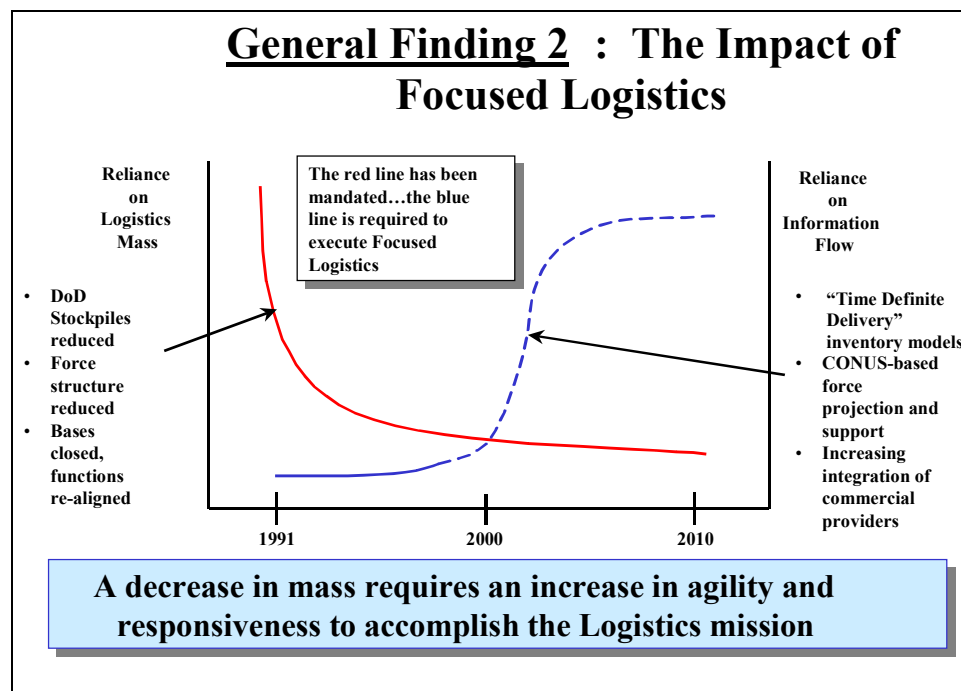 General Finding 2 : The Impact of
Focused Logistics
Reliance
on
Logistics
Mass
The red line has been
mandated…the blue
line is required to
execute Focused
Logistics
Reliance
on
Information
Flow
• DoD
Stockpiles
reduced
• Force
structure
reduced
• Bases
closed,
functions
re-aligned
• “Time Definite
Delivery”
inventory models
• CONUS-based
force
projection and
support
• Increasing
integration of
commercial
providers
1991
2000
2010
A decrease in mass requires an increase in agility and
responsiveness to accomplish the Logistics mission